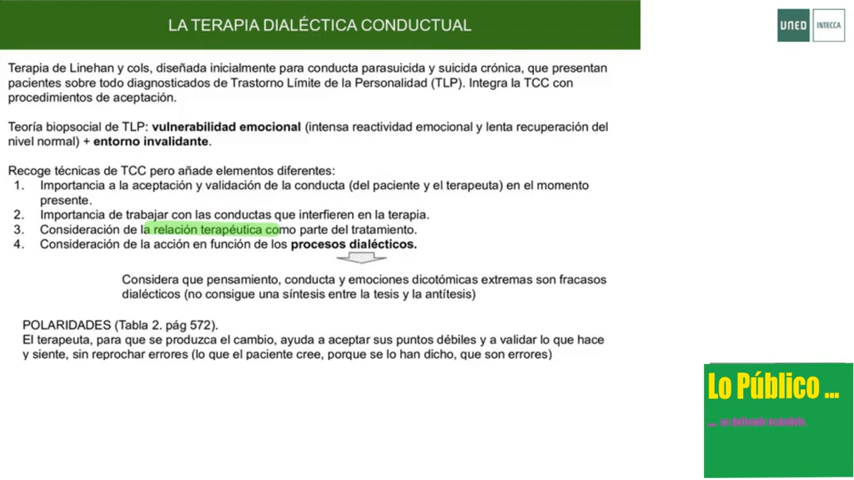 LA TERAPIA DIALÉCTICA CONDUCTUAL
UNED
INTECCA
Terapia de Linehan y cols, diseñada inicialmente para conducta parasuicida y suicida crónica, que presentan
pacientes sobre todo diagnosticados de Trastorno Límite de la Personalidad (TLP). Integra la TCC con
procedimientos de aceptación.
Teoría biopsocial de TLP: vulnerabilidad emocional (intensa reactividad emocional y lenta recuperación del
nivel normal) + entorno invalidante.
Recoge técnicas de TCC pero añade elementos diferentes:
1. Importancia a la aceptación y validación de la conducta (del paciente y el terapeuta) en el momento
presente.
2. Importancia de trabajar con las conductas que interfieren en la terapia.
3. Consideración de la relación terapéutica como parte del tratamiento.
4. Consideración de la acción en función de los procesos dialécticos.
Considera que pensamiento, conducta y emociones dicotómicas extremas son fracasos
dialécticos (no consigue una síntesis entre la tesis y la antítesis)
POLARIDADES (Tabla 2. pág 572).
El terapeuta, para que se produzca el cambio, ayuda a aceptar sus puntos débiles y a validar lo que hace
y siente, sin reprochar errores (lo que el paciente cree, porque se lo han dicho, que son errores)
Lo Público ...